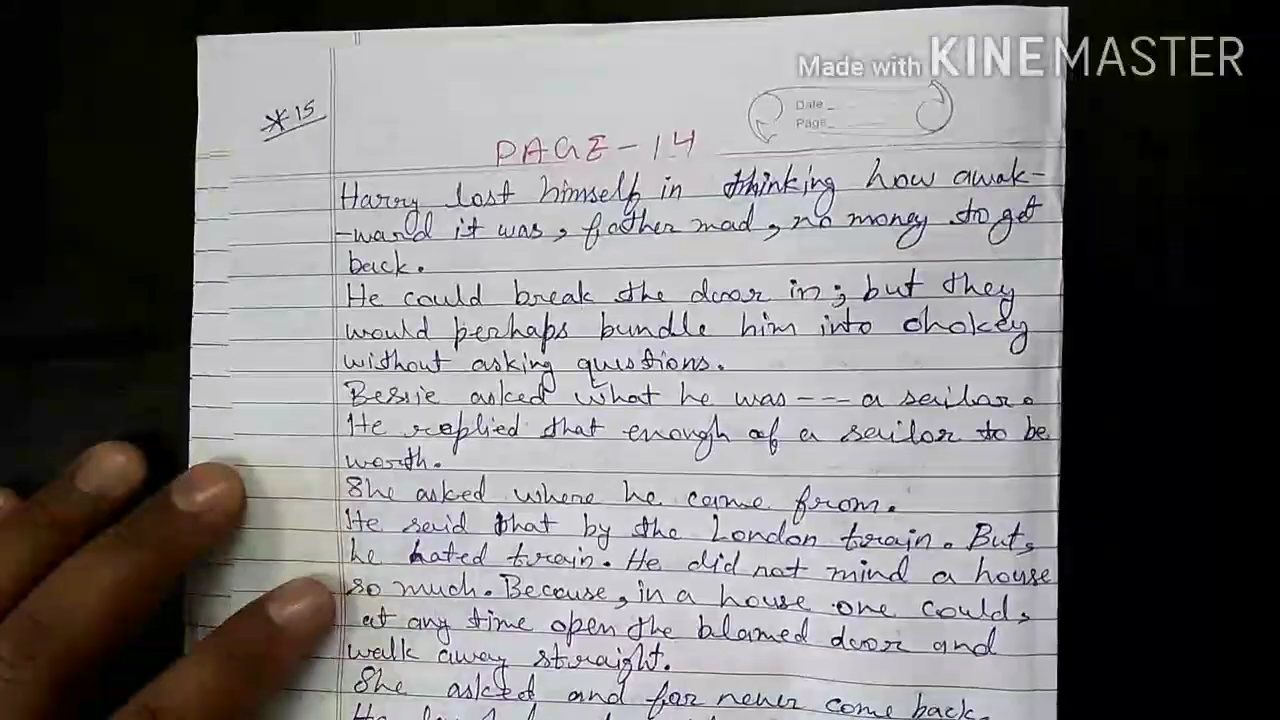 Made with KINEMASTER
Date
Page
*15
PAGE-14
Harry lost himself in thinking how awak-
-ward it was, father mad, no money to get
back.
He could break the door in; but they
would perhaps bundle him into chokey
without asking questions.
Bessie asked what he was --- a sailor.
He replied that enough of a sailor to be
worth.
She asked where he came from.
He said that by the London train. But,
he hated train. He did not mind a house
so much. Because, in a house one could,
at any time open the blamed door and
walk away straight.
She asked and for never come back.